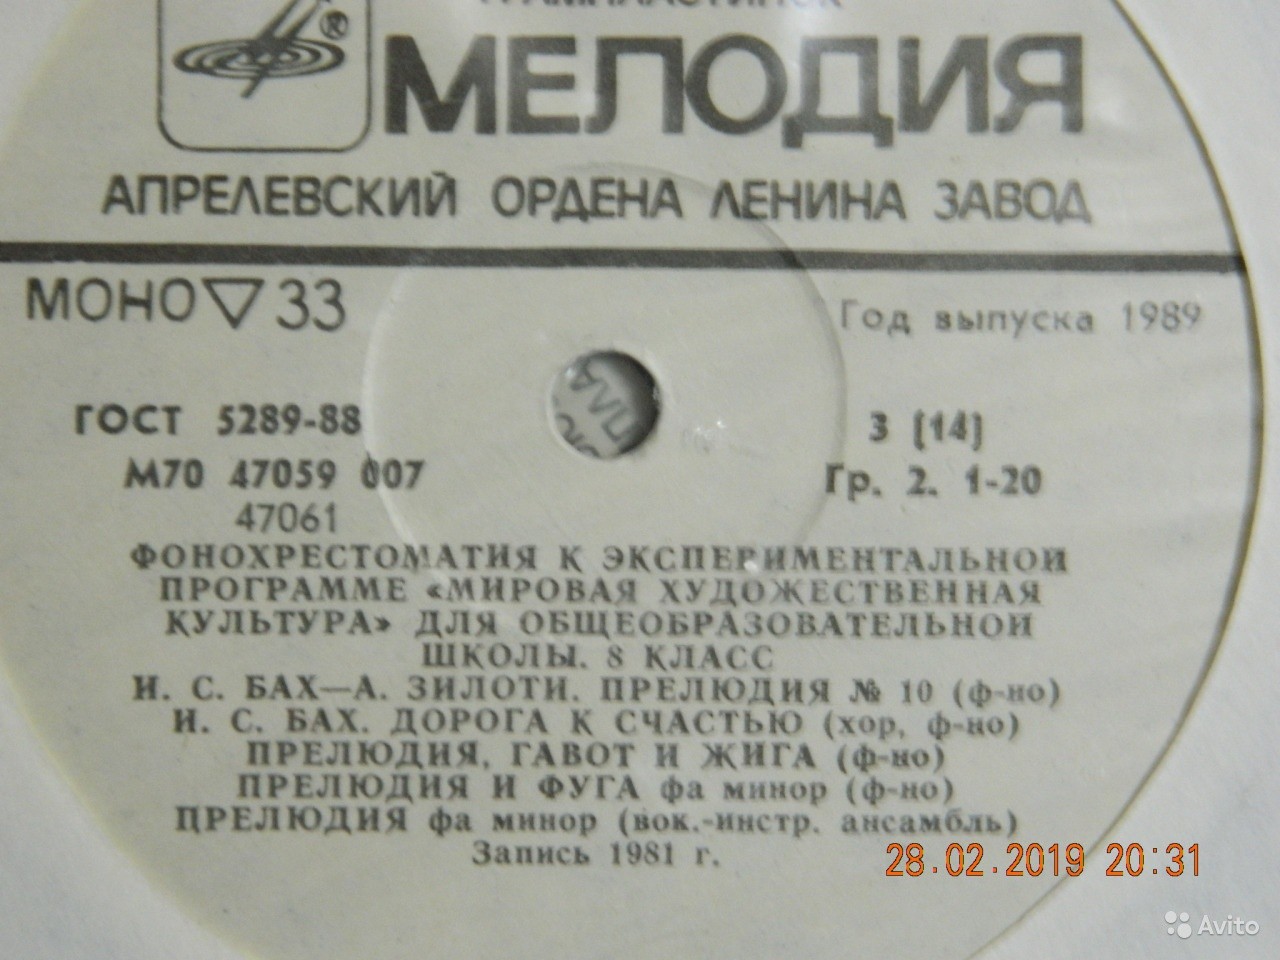 МЕЛОДИЯ
АПРЕЛЕВСКИЙ ОРДЕНА ЛЕНИНА ЗАВОД
МОНО ▽ 33
Год выпуска 1989
ГОСТ 5289-88
3 (14)
М70 47059 007
Гр. 2. 1-20
47061
ФОНОХРЕСТОМАТИЯ К ЭКСПЕРИМЕНТАЛЬНОЙ
ПРОГРАММЕ «МИРОВАЯ ХУДОЖЕСТВЕННАЯ
КУЛЬТУРА» ДЛЯ ОБЩЕОБРАЗОВАТЕЛЬНОЙ
ШКОЛЫ. 8 КЛАСС
И. С. БАХ—А. ЗИЛОТИ. ПРЕЛЮДИЯ № 10 (ф-но)
И. С. БАХ. ДОРОГА К СЧАСТЬЮ (хор, ф-но)
ПРЕЛЮДИЯ, ГАВОТ И ЖИГА (ф-но)
ПРЕЛЮДИЯ И ФУГА фа минор (ф-но)
ПРЕЛЮДИЯ фа минор (вок.-инстр. ансамбль)
Запись 1981 г.
28.02.2019 20:31
Avito